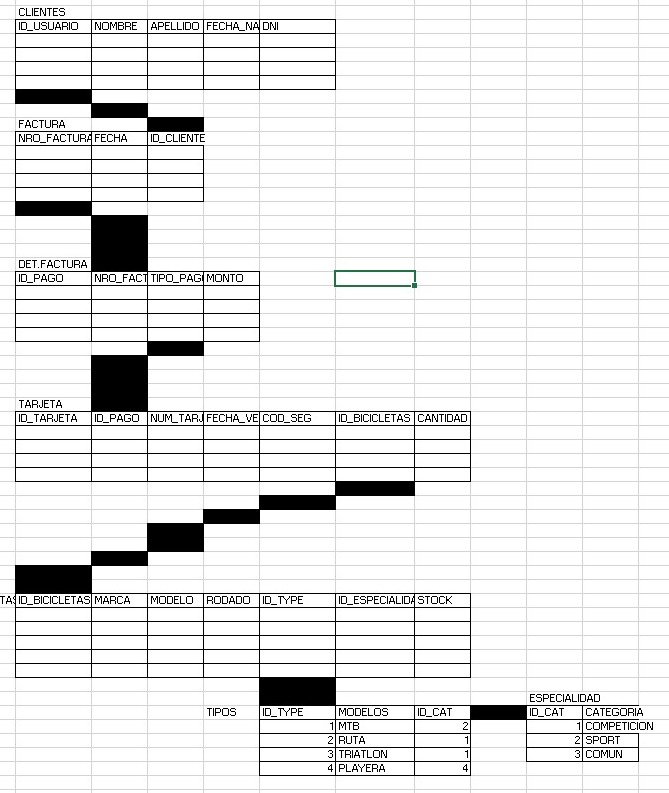 CLIENTES
ID_USUARIO NOMBRE APELLIDO FECHA_NA DNI
FACTURA
NRO_FACTURA FECHA ID_CLIENTE
DET.FACTURA
ID_PAGO NRO_FACT TIPO_PAG MONTO
TARJETA
ID_TARJETA ID_PAGO NUM_TARJ FECHA_VE COD_SEG ID_BICICLETAS CANTIDAD
TAS ID_BICICLETAS MARCA MODELO RODADO ID_TYPE ID_ESPECIALIDA STOCK
ESPECIALIDAD
TIPOS ID_TYPE MODELOS ID_CAT ID_CAT CATEGORIA
1 MTB 2 1 COMPETICION
2 RUTA 1 2 SPORT
3 TRIATLON 1 3 COMUN
4 PLAYERA 4